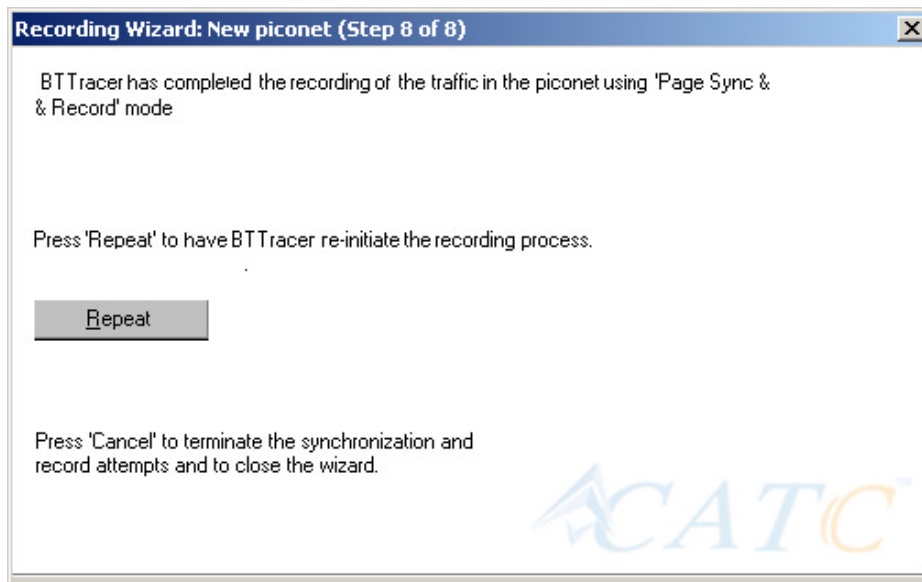 Recording Wizard: New piconet (Step 8 of 8)
BTTracer has completed the recording of the traffic in the piconet using 'Page Sync &
& Record' mode
Press 'Repeat' to have BTTracer re-initiate the recording process.
.
Repeat
Press 'Cancel' to terminate the synchronization and
record attempts and to close the wizard.
CATC™